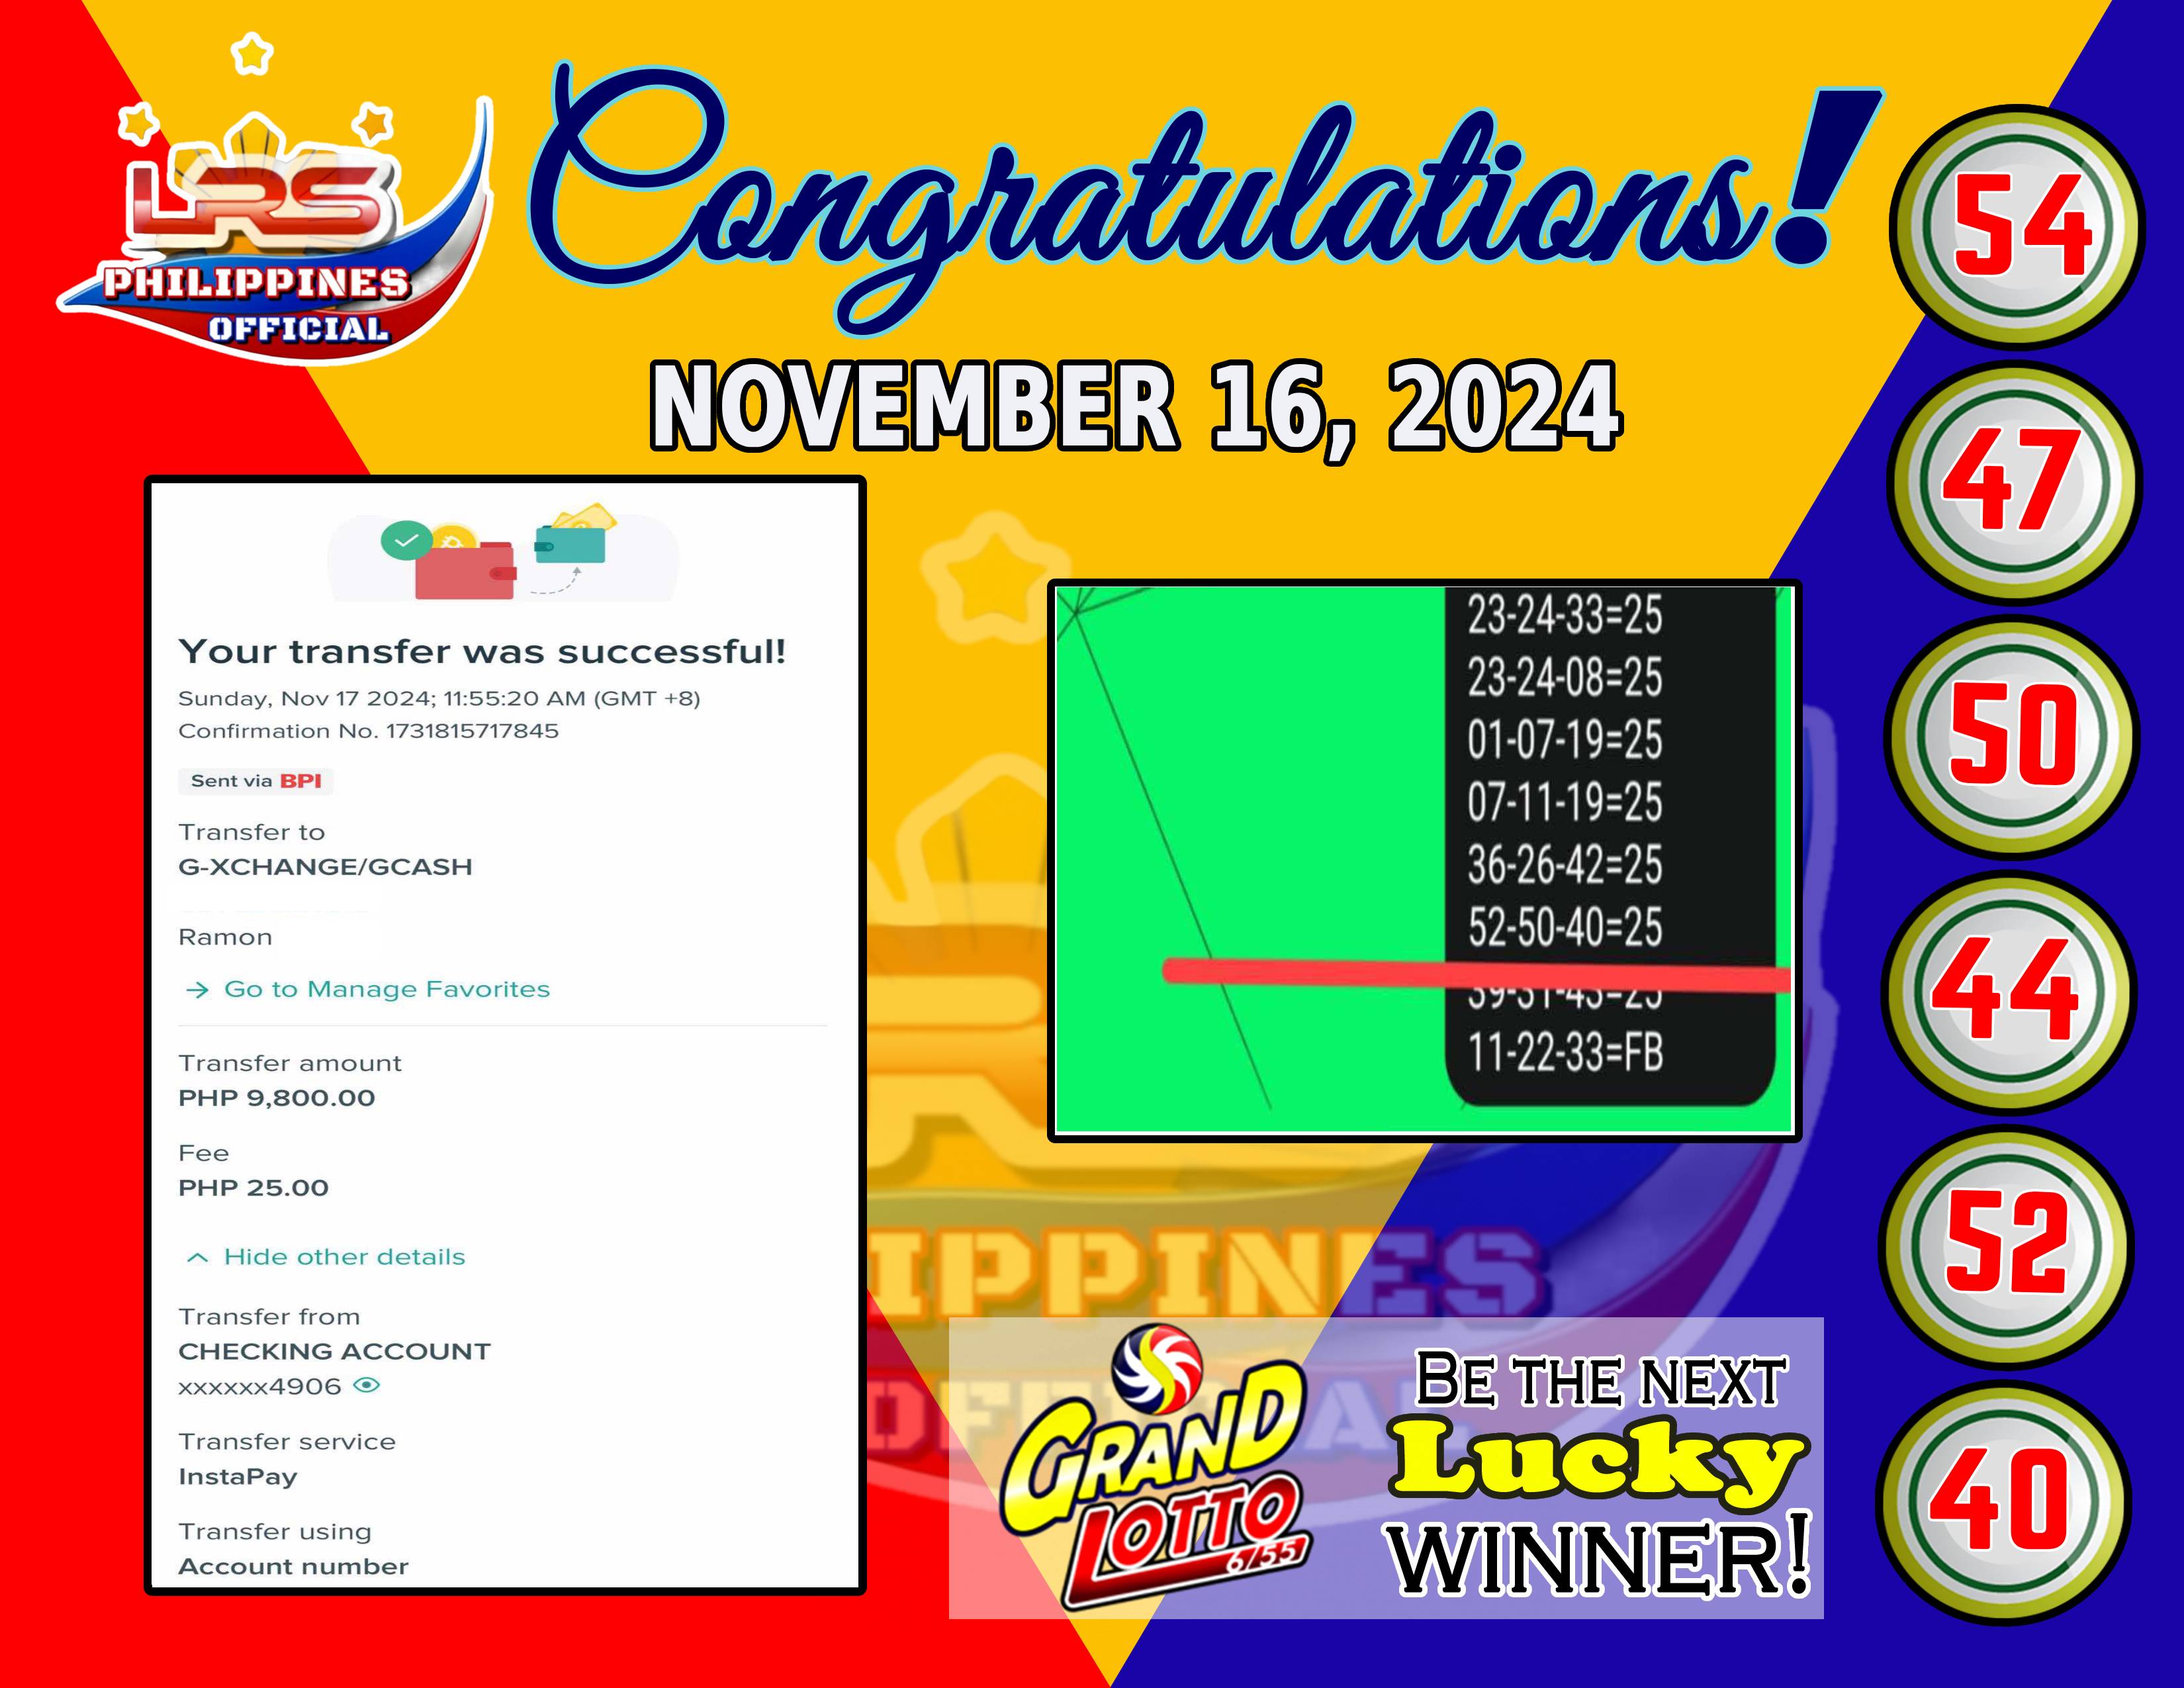 LRS
PHILIPPINES
OFFICIAL
Congratulations!
NOVEMBER 16, 2024
Your transfer was successful!
Sunday, Nov 17 2024; 11:55:20 AM (GMT +8)
Confirmation No. 1731815717845
Sent via BPI
Transfer to
G-XCHANGE/GCASH
Ramon
Go to Manage Favorites
Transfer amount
PHP 9,800.00
Fee
PHP 25.00
Hide other details
Transfer from
CHECKING ACCOUNT
xxxxxx4906
Transfer service
InstaPay
Transfer using
Account number
23-24-33=25
23-24-08=25
01-07-19=25
07-11-19=25
36-26-42=25
52-50-40=25
11-22-33=FB
GRAND
LOTTO
6/55
BE THE NEXT
Lucky
WINNER!
54
47
50
44
52
40